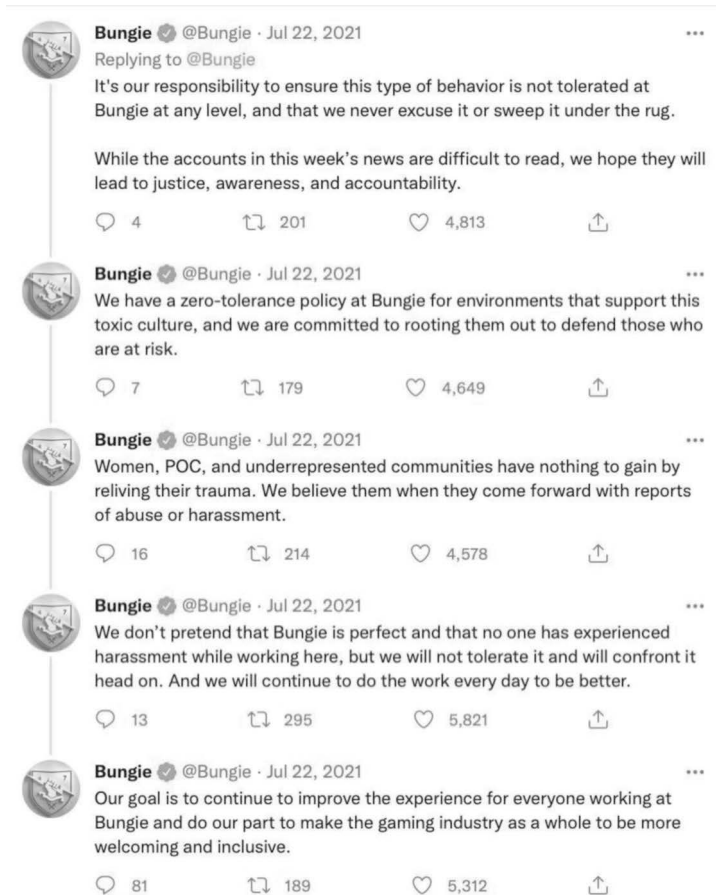 Bungie @Bungie · Jul 22, 2021
Replying to @Bungie
It's our responsibility to ensure this type of behavior is not tolerated at
Bungie at any level, and that we never excuse it or sweep it under the rug.
While the accounts in this week's news are difficult to read, we hope they will
lead to justice, awareness, and accountability.
4 201 4,813
Bungie @Bungie · Jul 22, 2021
We have a zero-tolerance policy at Bungie for environments that support this
toxic culture, and we are committed to rooting them out to defend those who
are at risk.
7 179 4,649
Bungie @Bungie · Jul 22, 2021
Women, POC, and underrepresented communities have nothing to gain by
reliving their trauma. We believe them when they come forward with reports
of abuse or harassment.
16 214 4,578
Bungie @Bungie · Jul 22, 2021
We don't pretend that Bungie is perfect and that no one has experienced
harassment while working here, but we will not tolerate it and will confront it
head on. And we will continue to do the work every day to be better.
13 295 5,821
Bungie @Bungie · Jul 22, 2021
Our goal is to continue to improve the experience for everyone working at
Bungie and do our part to make the gaming industry as a whole to be more
welcoming and inclusive.
81 189 5,312